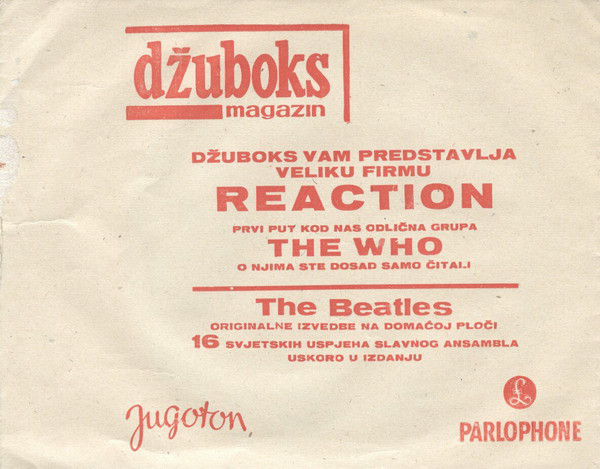 džuboks
magazin
DŽUBOKS VAM PREDSTAVLJA
VELIKU FIRMU
REACTION
PRVI PUT KOD NAS ODLIČNA GRUPA
THE WHO
O NJIMA STE DOSAD SAMO ČITALI
The Beatles
ORIGINALNE IZVEDBE NA DOMAĆOJ PLOČI
16 SVJETSKIH USPJEHA SLAVNOG ANSAMBLA
USKORO U IZDANJU
£
Jugoton
PARLOPHONE